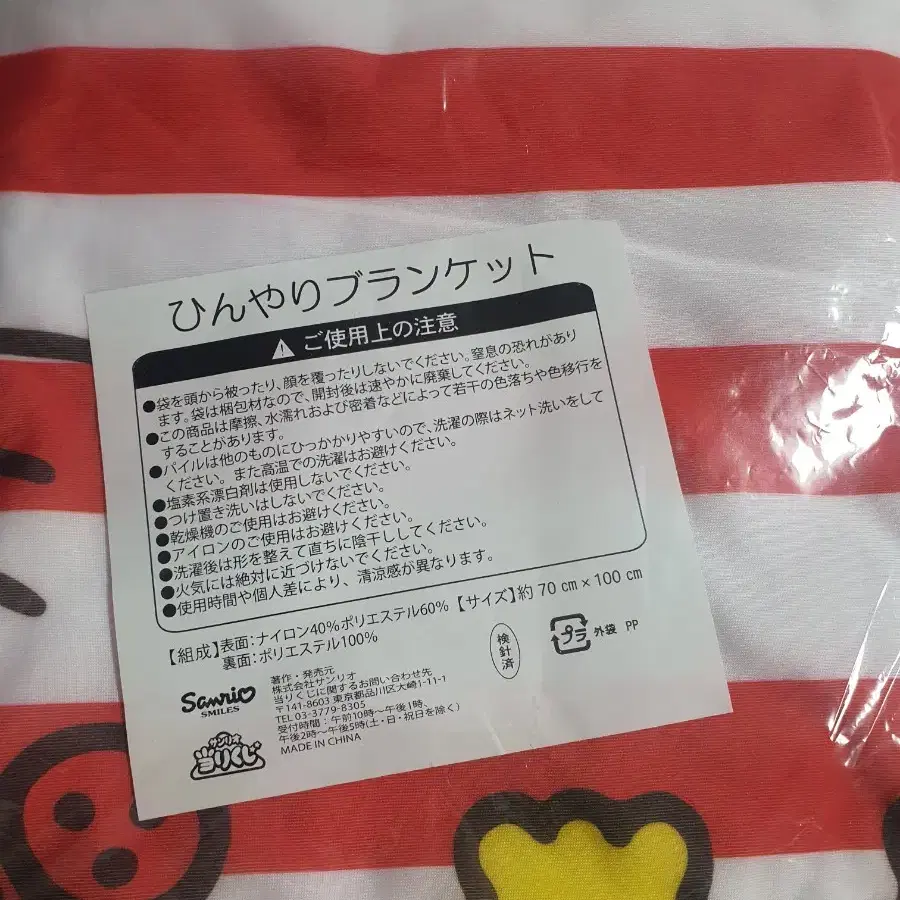 ひんやりブランケット
ご使用上の注意
●袋を頭から被ったり、顔を覆ったりしないでください。窒息の恐れがあり
ます。袋は梱包材なので、開封後は速やかに廃棄してください。
●この商品は摩擦、水濡れおよび密着などによって若干の色落ちや色移行を
することがあります。
●パイルは他のものにひっかかりやすいので、洗濯の際はネット洗いをして
ください。また高温での洗濯はお避けください。
●塩素系漂白剤は使用しないでください。
●つけ置き洗いはしないでください。
●乾燥機のご使用はお避けください。
●アイロンのご使用はお避けください。
●洗濯後は形を整えて直ちに陰干ししてください。
●火気には絶対に近づけないでください。
●使用時間や個人差により、清涼感が異なります。
【組成】表面：ナイロン40%ポリエステル60%【サイズ】約 70 cm × 100 cm
裏面：ポリエステル100%
検針済
プラ 外袋 PP
Sanrio
SMILES
サンリオ
当りくじ
著作・発売元
株式会社サンリオ
当りくじに関するお問い合わせ先
〒141-8603 東京都品川区大崎1-11-1
TEL 03-3779-8305
受付時間：午前10時～午後1時、
午後2時～午後5時(土・日・祝日を除く)
MADE IN CHINA